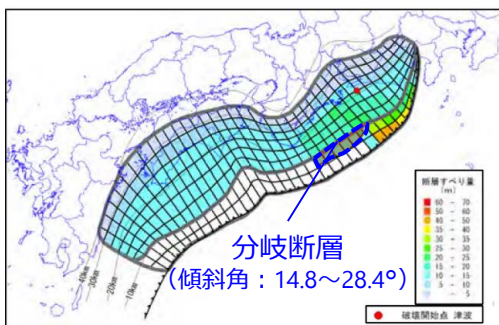 断層すべり量
(m)
60 - 70
50 - 60
40 - 50
35 - 40
30 - 35
25 - 30
20 - 25
15 - 20
10 - 15
5 - 10
- 5
分岐断層
(傾斜角:14.8~28.4°)
40km
30km
20km
10km
破壊開始点 津波